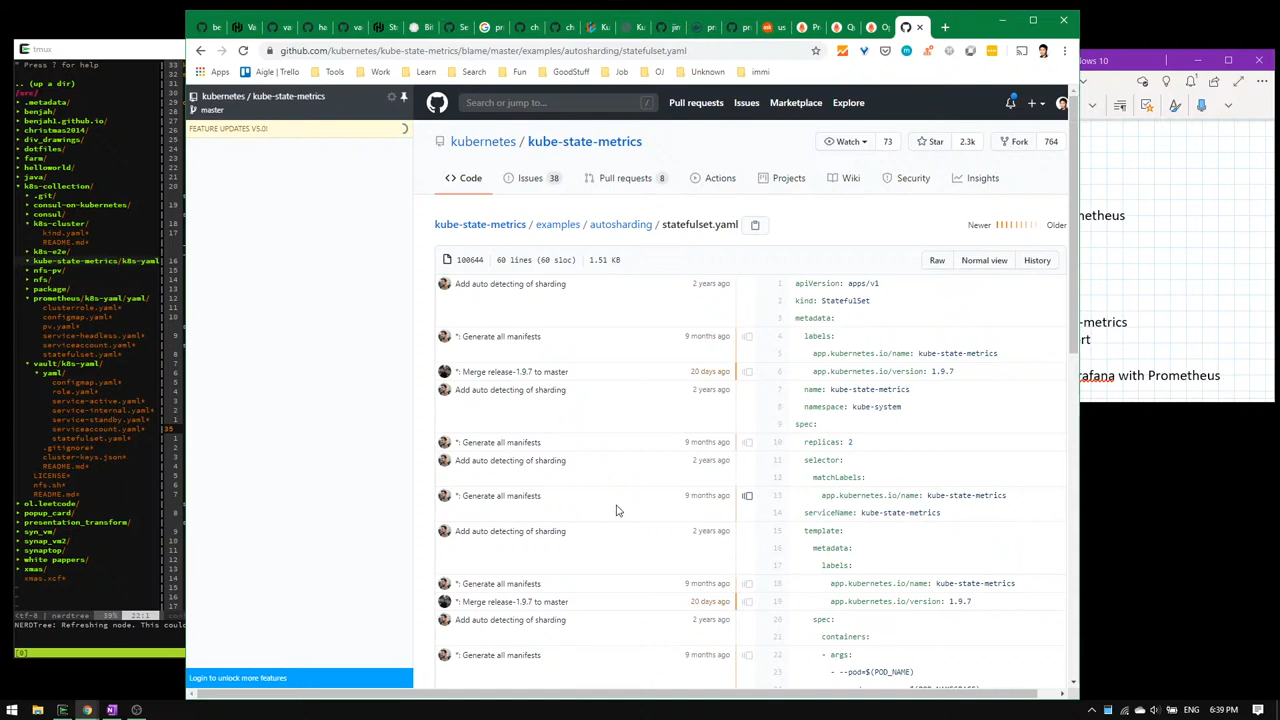 tmux
" Press ? for help
.. (up a dir)
/src/
▸ .metadata/
▸ benjah/
▸ benjah1.github.io/
▸ christmas2014/
▸ div_drawings/
▸ dotfiles/
▸ farm/
▸ helloworld/
▸ java/
▾ k8s-collection/
▸ .git/
▸ consul-on-kubernetes/
▸ consul/
▾ k8s-cluster/
kind.yaml*
README.md*
▸ k8s-e2e/
▾ kube-state-metrics/k8s-yaml
▸ nfs-pv/
▸ nfs/
▸ package/
▾ prometheus/k8s-yaml/yaml/
clusterrole.yaml*
configmap.yaml*
pv.yaml*
service-headless.yaml*
serviceaccount.yaml*
statefulset.yaml*
▾ vault/k8s-yaml/
▾ yaml/
configmap.yaml*
role.yaml*
service-active.yaml*
service-internal.yaml*
service-standby.yaml*
serviceaccount.yaml*
statefulset.yaml*
.gitignore*
cluster-keys.json*
README.md*
LICENSE*
nfs.sh*
README.md*
▸ ol.leetcode/
▸ popup_card/
▸ presentation_transform/
▸ syn_vm/
▸ synap_vm2/
▸ synaptop/
▸ white pappers/
▸ xmas/
xmas.xcf*
<tf-8 | nerdtree 39% 22:1
NERDTree: Refreshing node. This could
[0]
github.com/kubernetes/kube-state-metrics/blame/master/examples/autosharding/statefulset.yaml
Apps Aigle | Trello Tools Work Learn Search Fun GoodStuff Job OJ Unknown immi
kubernetes / kube-state-metrics
master
FEATURE UPDATES V5.0!
Login to unlock more features
Search or jump to... / Pull requests Issues Marketplace Explore
kubernetes / kube-state-metrics
Watch 73 Star 2.3k Fork 764
Code Issues 38 Pull requests 8 Actions Projects Wiki Security Insights
kube-state-metrics / examples / autosharding / statefulset.yaml Newer Older
100644 60 lines (60 sloc) 1.51 KB Raw Normal view History
Add auto detecting of sharding 2 years ago 1 apiVersion: apps/v1
2 kind: StatefulSet
3 metadata:
*: Generate all manifests 9 months ago 4 labels:
5 app.kubernetes.io/name: kube-state-metrics
*: Merge release-1.9.7 to master 20 days ago 6 app.kubernetes.io/version: 1.9.7
Add auto detecting of sharding 2 years ago 7 name: kube-state-metrics
8 namespace: kube-system
9 spec:
*: Generate all manifests 9 months ago 10 replicas: 2
Add auto detecting of sharding 2 years ago 11 selector:
12 matchLabels:
*: Generate all manifests 9 months ago 13 app.kubernetes.io/name: kube-state-metrics
14 serviceName: kube-state-metrics
Add auto detecting of sharding 2 years ago 15 template:
16 metadata:
17 labels:
*: Generate all manifests 9 months ago 18 app.kubernetes.io/name: kube-state-metrics
*: Merge release-1.9.7 to master 20 days ago 19 app.kubernetes.io/version: 1.9.7
Add auto detecting of sharding 2 years ago 20 spec:
21 containers:
*: Generate all manifests 9 months ago 22 - args:
23 - --pod=$(POD_NAME)
ows 10
metheus
-metrics
rt
rafana with Prometheus
ENG 6:39 PM